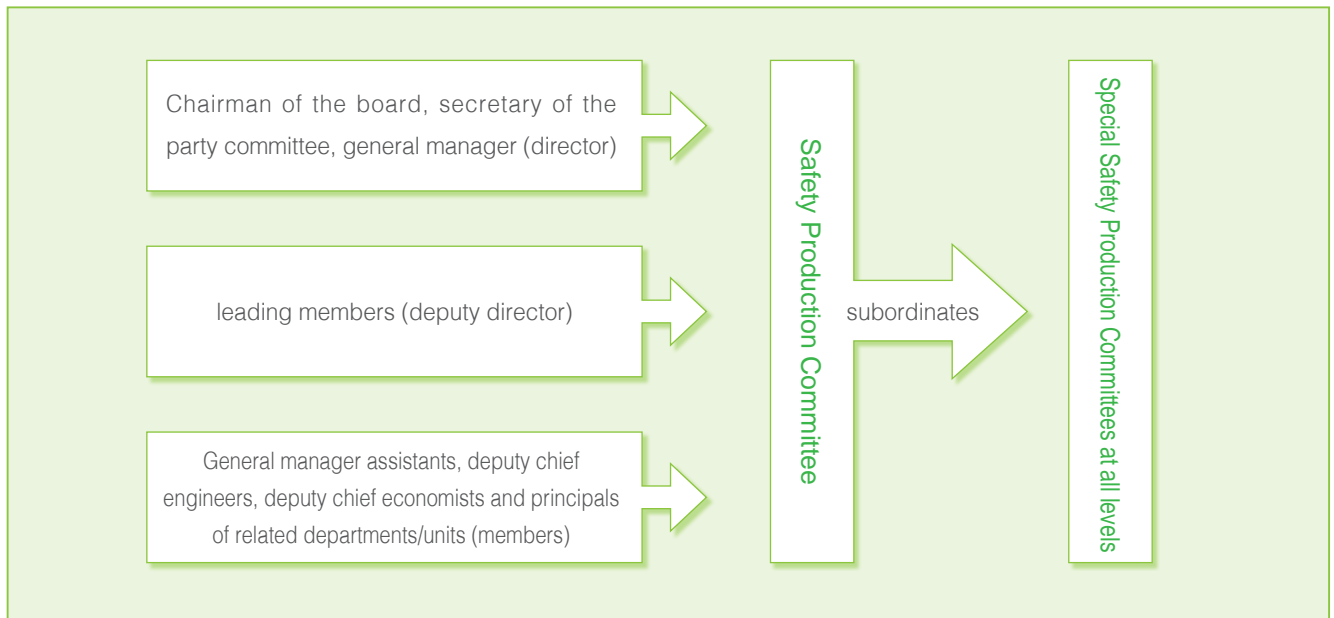 Chairman of the board, secretary of the
party committee, general manager (director)
leading members (deputy director)
General manager assistants, deputy chief
engineers, deputy chief economists and principals
of related departments/units (members)
Safety Production Committee
subordinates
Special Safety Production Committees at all levels